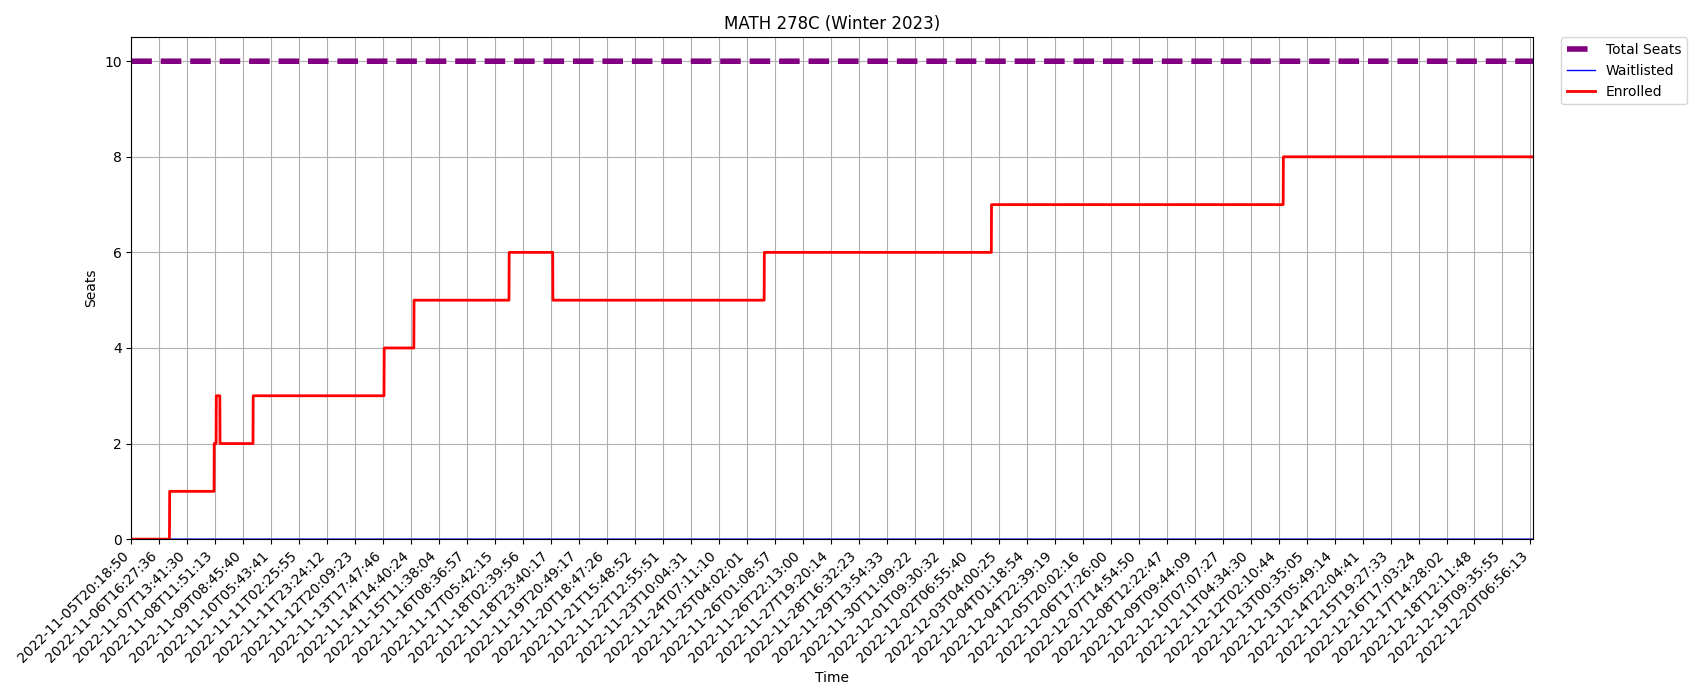 MATH 278C (Winter 2023)
Total Seats
Waitlisted
Enrolled
10
8
6
4
2
0
Seats
2022-11-05T20:18:50
2022-11-06T16:27:36
2022-11-07T13:41:30
2022-11-08T11:51:13
2022-11-09T08:45:40
2022-11-10T05:43:41
2022-11-11T02:25:55
2022-11-11T23:24:12
2022-11-12T20:09:23
2022-11-13T17:47:46
2022-11-14T14:40:24
2022-11-15T11:38:04
2022-11-16T08:36:57
2022-11-17T05:42:15
2022-11-18T02:39:56
2022-11-18T23:40:17
2022-11-19T20:49:17
2022-11-20T18:47:26
2022-11-21T15:48:52
2022-11-22T12:55:51
2022-11-23T10:04:31
2022-11-24T07:11:10
2022-11-25T04:02:01
2022-11-26T01:08:57
2022-11-26T22:13:00
2022-11-27T19:20:14
2022-11-28T16:32:23
2022-11-29T13:54:33
2022-11-30T11:09:22
2022-12-01T09:30:32
2022-12-02T06:55:40
2022-12-03T04:00:25
2022-12-04T01:18:54
2022-12-04T22:39:19
2022-12-05T20:02:16
2022-12-06T17:26:00
2022-12-07T14:54:50
2022-12-08T12:22:47
2022-12-09T09:44:09
2022-12-10T07:07:27
2022-12-11T04:34:30
2022-12-12T02:10:44
2022-12-13T00:35:05
2022-12-13T05:49:14
2022-12-14T22:04:41
2022-12-15T19:27:33
2022-12-16T17:03:24
2022-12-17T14:28:02
2022-12-18T12:11:48
2022-12-19T09:35:55
2022-12-20T06:56:13
Time